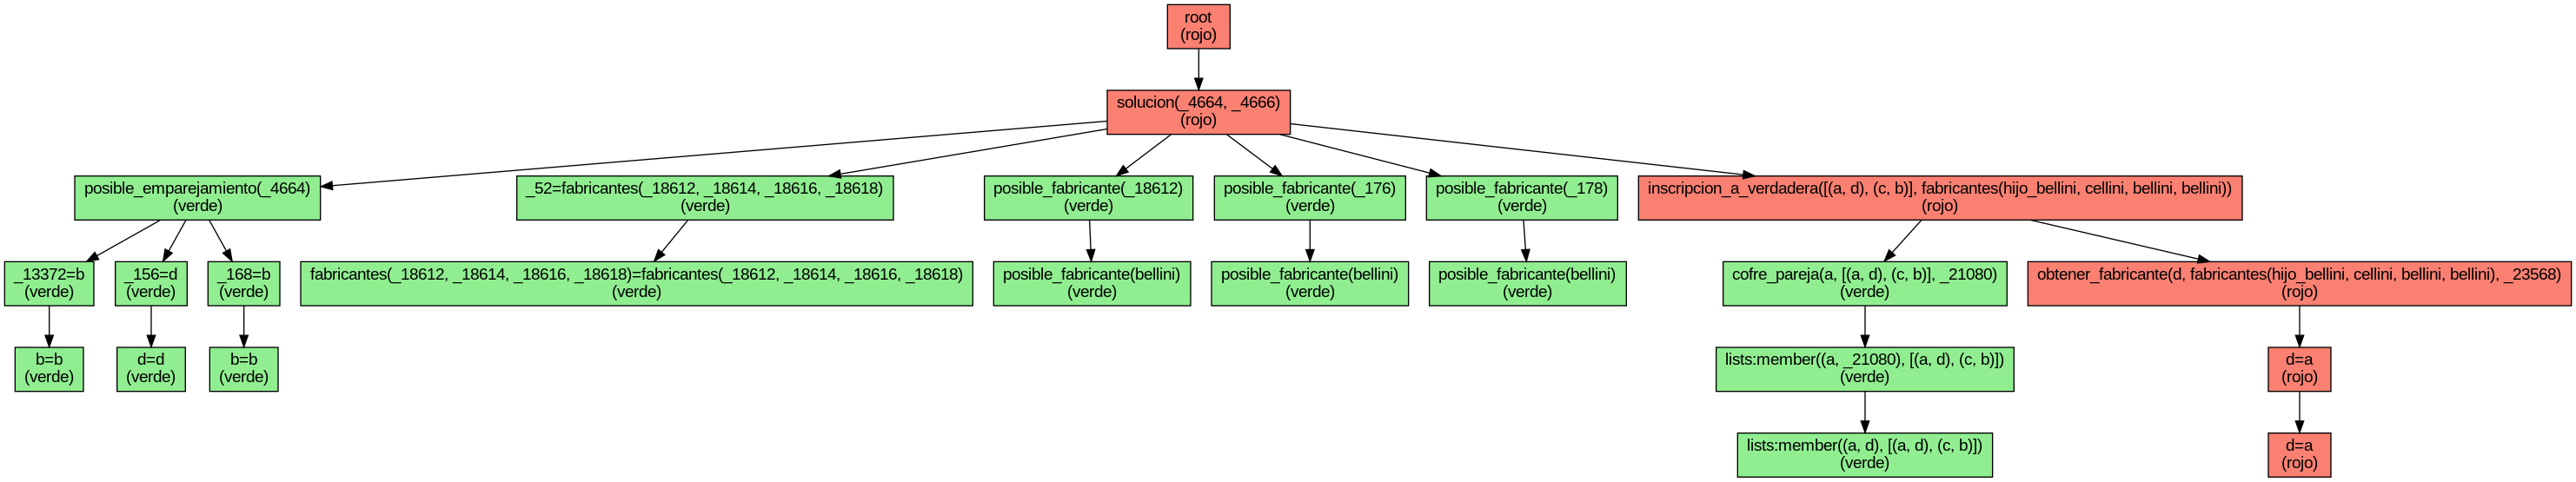 root
(rojo)
solucion(_4664, _4666)
(rojo)
posible_emparejamiento(_4664)
(verde)
_52=fabricantes(_18612, _18614, _18616, _18618)
(verde)
posible_fabricante(_18612)
(verde)
posible_fabricante(_176)
(verde)
posible_fabricante(_178)
(verde)
inscripcion_a_verdadera([(a, d), (c, b)], fabricantes(hijo_bellini, cellini, bellini, bellini))
(rojo)
_13372=b
(verde)
_156=d
(verde)
_168=b
(verde)
fabricantes(_18612, _18614, _18616, _18618)=fabricantes(_18612, _18614, _18616, _18618)
(verde)
posible_fabricante(bellini)
(verde)
posible_fabricante(bellini)
(verde)
posible_fabricante(bellini)
(verde)
cofre_pareja(a, [(a, d), (c, b)], _21080)
(verde)
obtener_fabricante(d, fabricantes(hijo_bellini, cellini, bellini, bellini), _23568)
(rojo)
b=b
(verde)
d=d
(verde)
b=b
(verde)
lists:member((a, _21080), [(a, d), (c, b)])
(verde)
d=a
(rojo)
lists:member((a, d), [(a, d), (c, b)])
(verde)
d=a
(rojo)